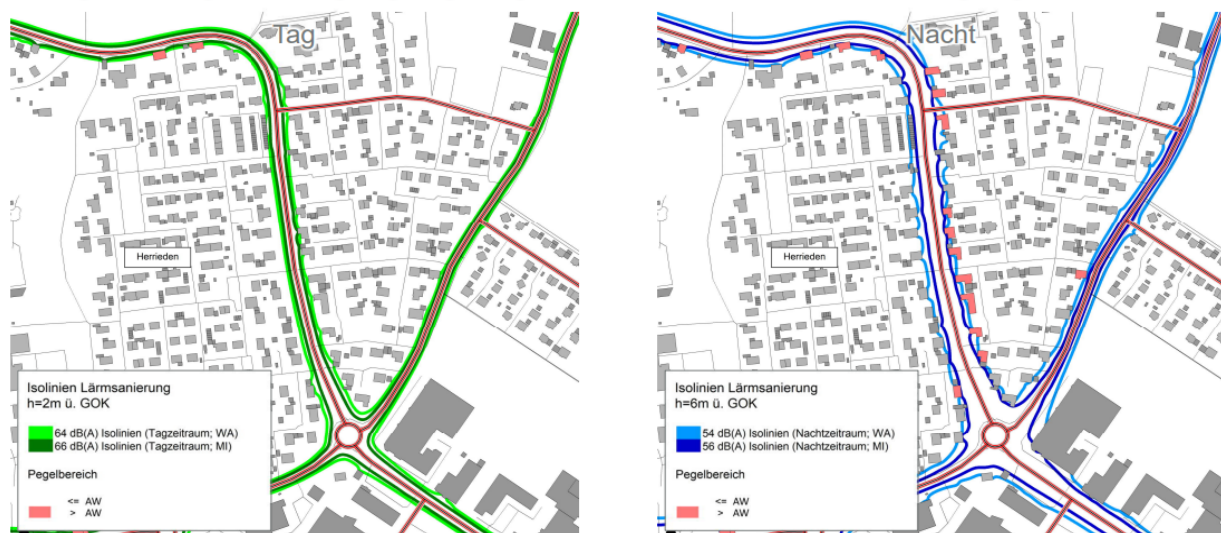 Tag
Herrieden
Isolinien Lärmsanierung
h=2m ü. GOK
64 dB(A) Isolinien (Tagzeitraum; WA)
66 dB(A) Isolinien (Tagzeitraum; MI)
Pegelbereich
<= AW
> AW
Nacht
Herrieden
Isolinien Lärmsanierung
h=6m ü. GOK
54 dB(A) Isolinien (Nachtzeitraum; WA)
56 dB(A) Isolinien (Nachtzeitraum; MI)
Pegelbereich
<= AW
> AW